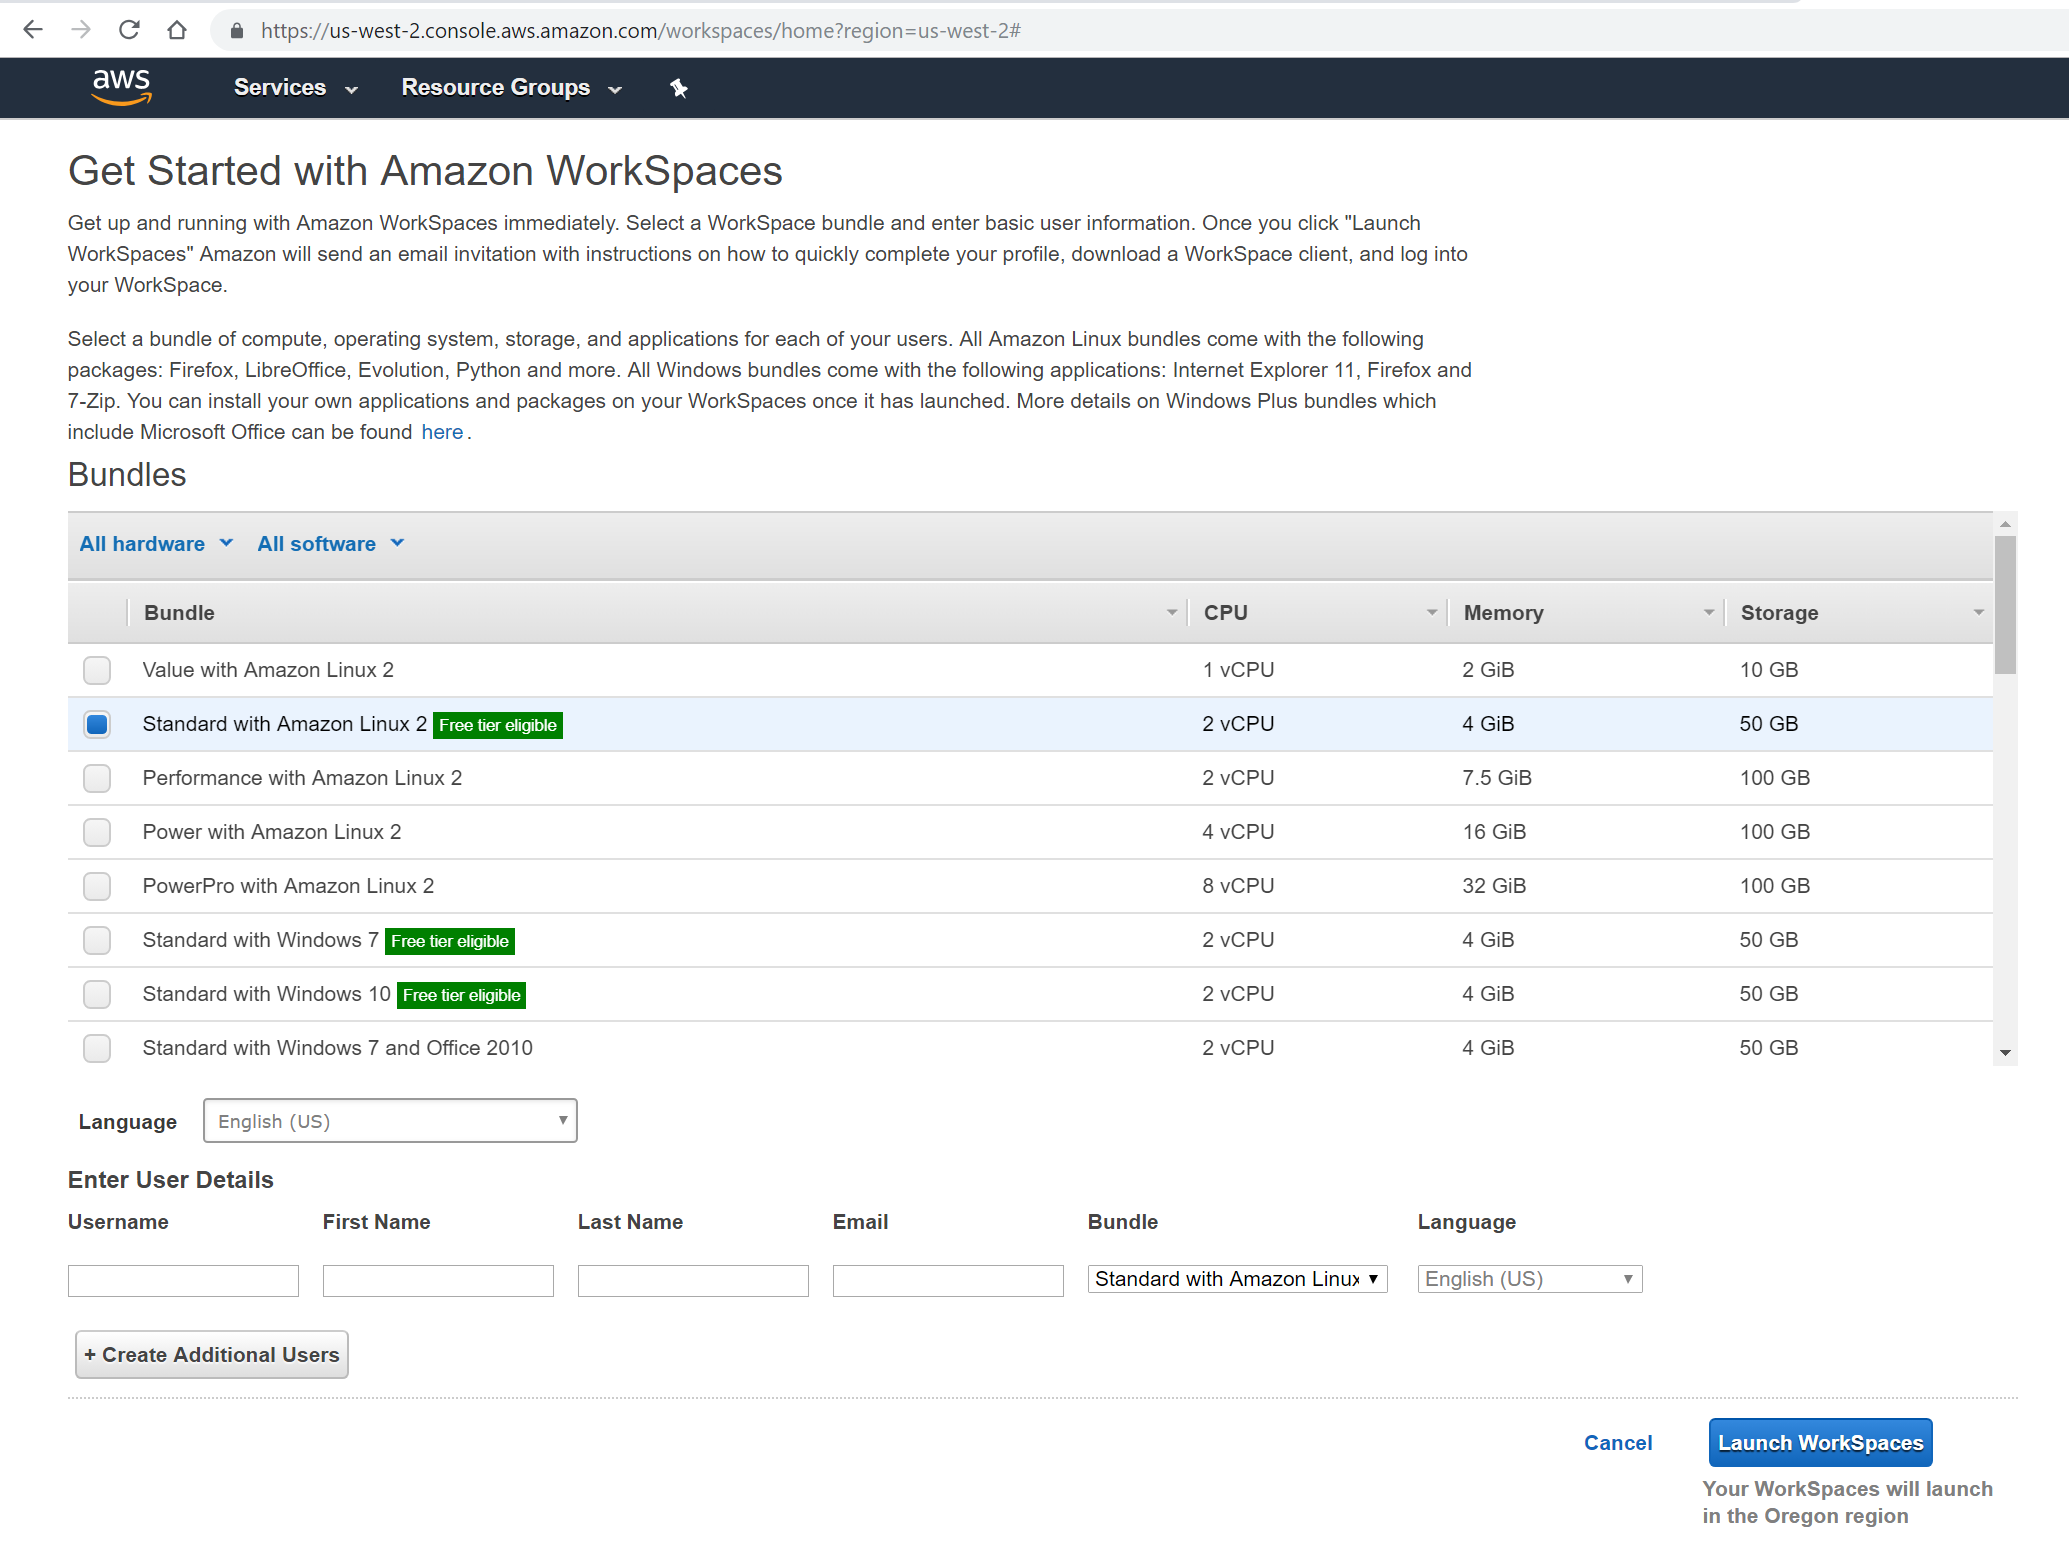 https://us-west-2.console.aws.amazon.com/workspaces/home?region=us-west-2#
aws Services Resource Groups
Get Started with Amazon WorkSpaces
Get up and running with Amazon WorkSpaces immediately. Select a WorkSpace bundle and enter basic user information. Once you click "Launch
WorkSpaces" Amazon will send an email invitation with instructions on how to quickly complete your profile, download a WorkSpace client, and log into
your WorkSpace.
Select a bundle of compute, operating system, storage, and applications for each of your users. All Amazon Linux bundles come with the following
packages: Firefox, LibreOffice, Evolution, Python and more. All Windows bundles come with the following applications: Internet Explorer 11, Firefox and
7-Zip. You can install your own applications and packages on your WorkSpaces once it has launched. More details on Windows Plus bundles which
include Microsoft Office can be found here.
Bundles
All hardware All software
Bundle CPU Memory Storage
Value with Amazon Linux 2 1 vCPU 2 GiB 10 GB
Standard with Amazon Linux 2 Free tier eligible 2 vCPU 4 GiB 50 GB
Performance with Amazon Linux 2 2 vCPU 7.5 GiB 100 GB
Power with Amazon Linux 2 4 vCPU 16 GiB 100 GB
PowerPro with Amazon Linux 2 8 vCPU 32 GiB 100 GB
Standard with Windows 7 Free tier eligible 2 vCPU 4 GiB 50 GB
Standard with Windows 10 Free tier eligible 2 vCPU 4 GiB 50 GB
Standard with Windows 7 and Office 2010 2 vCPU 4 GiB 50 GB
Language English (US)
Enter User Details
Username First Name Last Name Email Bundle Language
Standard with Amazon Linux English (US)
+ Create Additional Users
Cancel Launch WorkSpaces
Your WorkSpaces will launch
in the Oregon region